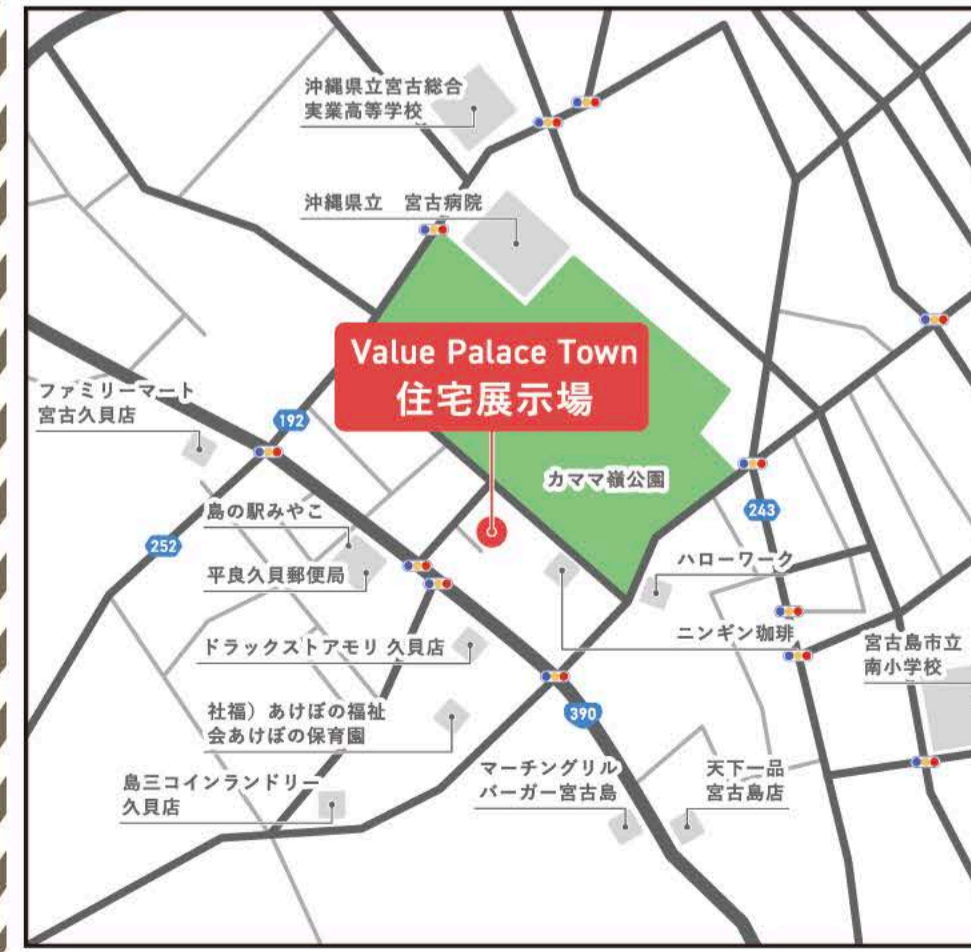 沖縄県立宮古総合
実業高等学校
沖縄県立 宮古病院
Value Palace Town
住宅展示場
ファミリーマート
宮古久貝店
192
カママ嶺公園
243
252
島の駅みやこ
平良久貝郵便局
ハローワーク
ニンギン珈琲
宮古島市立
南小学校
ドラックストアモリ 久貝店
390
社福）あけぼの福祉
会あけぼの保育園
マーチングリル
バーガー宮古島
天下一品
宮古島店
島三コインランドリー
久貝店